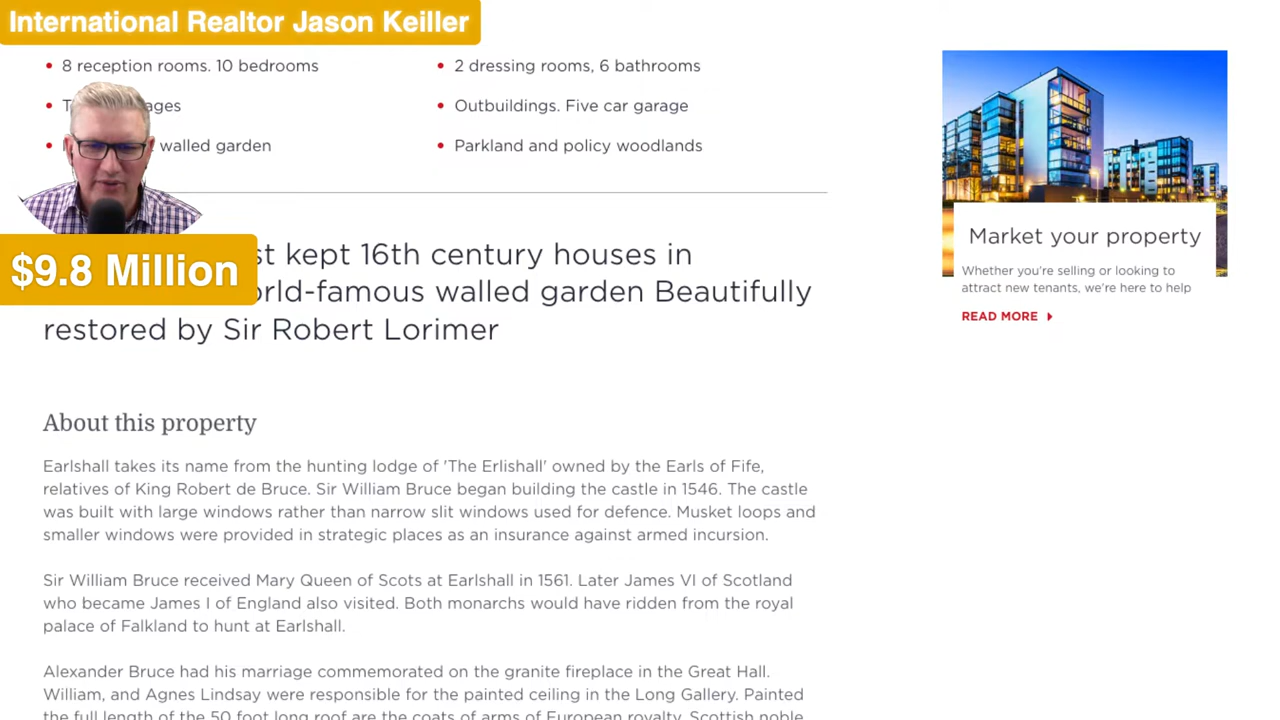 International Realtor Jason Keiller
8 reception rooms. 10 bedrooms
2 dressing rooms, 6 bathrooms
Outbuildings. Five car garage
walled garden
Parkland and policy woodlands
$9.8 Million
kept 16th century houses in
walled garden Beautifully
restored by Sir Robert Lorimer
About this property
Earlshall takes its name from the hunting lodge of 'The Erlishall' owned by the Earls of Fife,
relatives of King Robert de Bruce. Sir William Bruce began building the castle in 1546. The castle
was built with large windows rather than narrow slit windows used for defence. Musket loops and
smaller windows were provided in strategic places as an insurance against armed incursion.
Sir William Bruce received Mary Queen of Scots at Earlshall in 1561. Later James VI of Scotland
who became James I of England also visited. Both monarchs would have ridden from the royal
palace of Falkland to hunt at Earlshall.
Alexander Bruce had his marriage commemorated on the granite fireplace in the Great Hall.
William, and Agnes Lindsay were responsible for the painted ceiling in the Long Gallery. Painted
the full length of the 50 foot long roof are the coats of arms of European royalty, Scottish noble
Market your property
Whether you're selling or looking to
attract new tenants, we're here to help
READ MORE